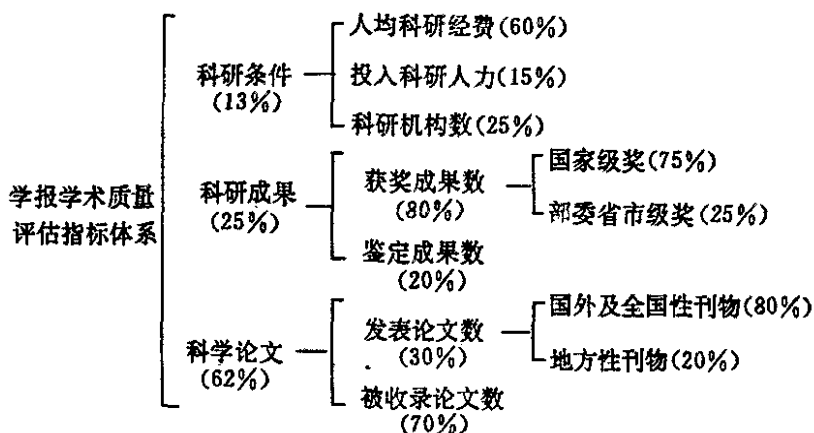 学报学术质量
评估指标体系
科研条件
(13%)
人均科研经费(60%)
投入科研人力(15%)
科研机构数(25%)
科研成果
(25%)
获奖成果数
(80%)
国家级奖(75%)
部委省市级奖(25%)
鉴定成果数
(20%)
科学论文
(62%)
发表论文数
(30%)
国外及全国性刊物(80%)
地方性刊物(20%)
被收录论文数
(70%)